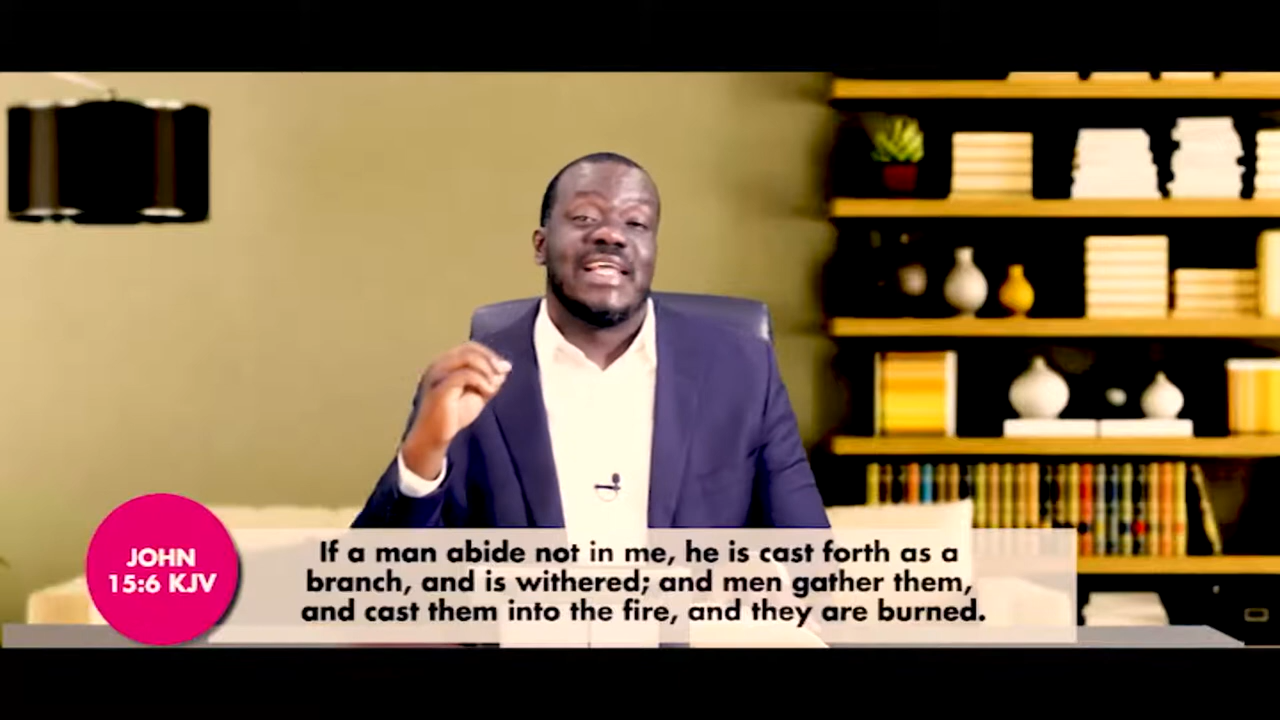 JOHN
15:6 KJV
If a man abide not in me, he is cast forth as a
branch, and is withered; and men gather them,
and cast them into the fire, and they are burned.